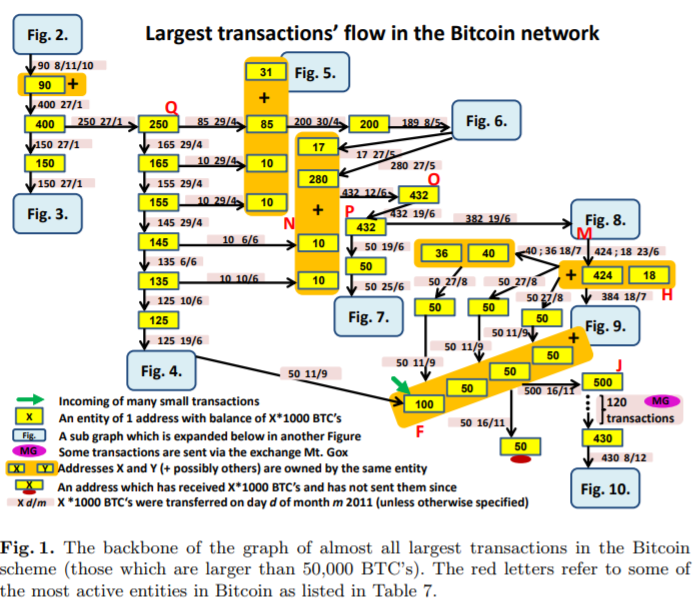 Fig. 2.
Largest transactions' flow in the Bitcoin network
90 8/11/10
31
Fig. 5.
90 +
+
400 27/1
Q
400
250 27/1
250
85 29/4
85
200 30/4
200
189 8/5
Fig. 6.
150 27/1
165 29/4
17
17 27/5
150
165
10 29/4
10
280
280 27/5
150 27/1
155 29/4
432 12/6
O
432
155
10 29/4
10
+
P
432 19/6
382 19/6
Fig. 8.
Fig. 3.
145 29/4
N
432
M
145
10 6/6
10
50 19/6
36
40
40 ; 36 18/7
424 ; 18 23/6
135 6/6
50
+
424
18
135
10 10/6
10
50 25/6
50 27/8
50 27/8
50 27/8
384 18/7
H
125 10/6
50
50
50
125
Fig. 7.
Fig. 9.
125 19/6
50 11/9
+
Fig. 4.
50 11/9
50
50 11/9
50
J
50 11/9
50
500 16/11
500
Incoming of many small transactions
100
120
MG
transactions
X
An entity of 1 address with balance of X*1000 BTC's
F
50 16/11
Fig.
A sub graph which is expanded below in another Figure
430
MG
Some transactions are sent via the exchange Mt. Gox
50
X
Y
Addresses X and Y (+ possibly others) are owned by the same entity
430 8/12
X
An address which has received X*1000 BTC's and has not sent them since
Fig. 10.
X d/m X *1000 BTC's were transferred on day d of month m 2011 (unless otherwise specified)
Fig. 1. The backbone of the graph of almost all largest transactions in the Bitcoin
scheme (those which are larger than 50,000 BTC's). The red letters refer to some of
the most active entities in Bitcoin as listed in Table 7.